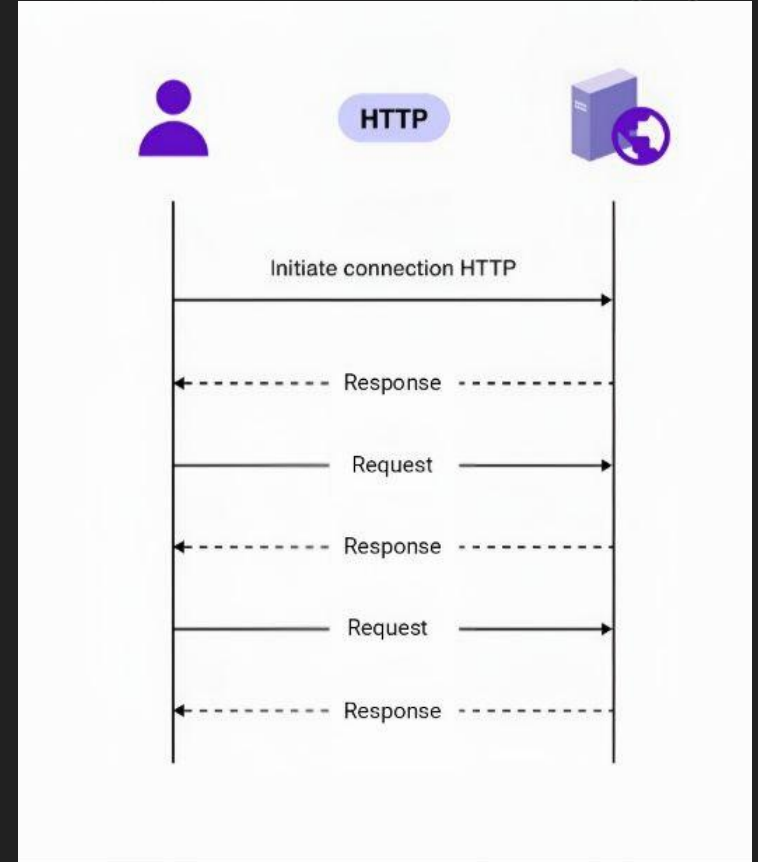 HTTP
Initiate connection HTTP
Response
Request
Response
Request
Response